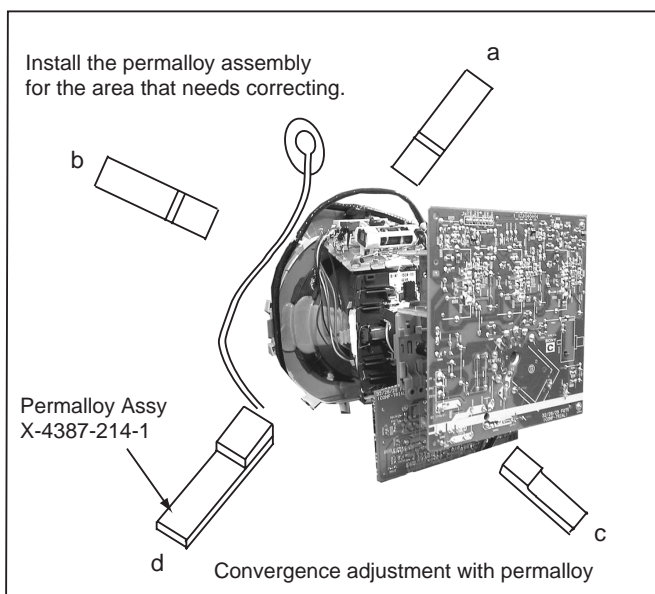 Install the permalloy assembly
for the area that needs correcting.
a
b
Permalloy Assy
X-4387-214-1
C
d
c
Convergence adjustment with permalloy